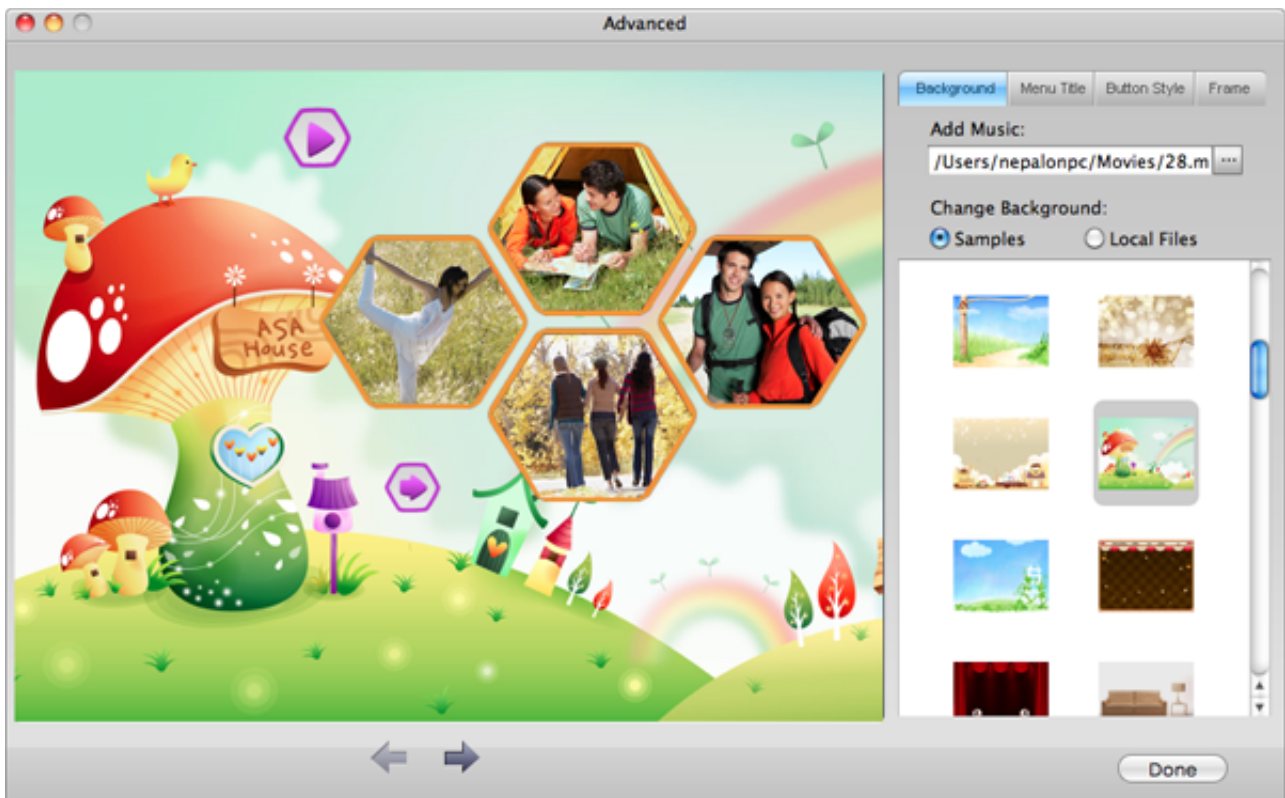 Advanced
Background Menu Title Button Style Frame
Add Music:
/Users/nepalonpc/Movies/28.m ...
Change Background:
Samples Local Files
ASA
House
Done